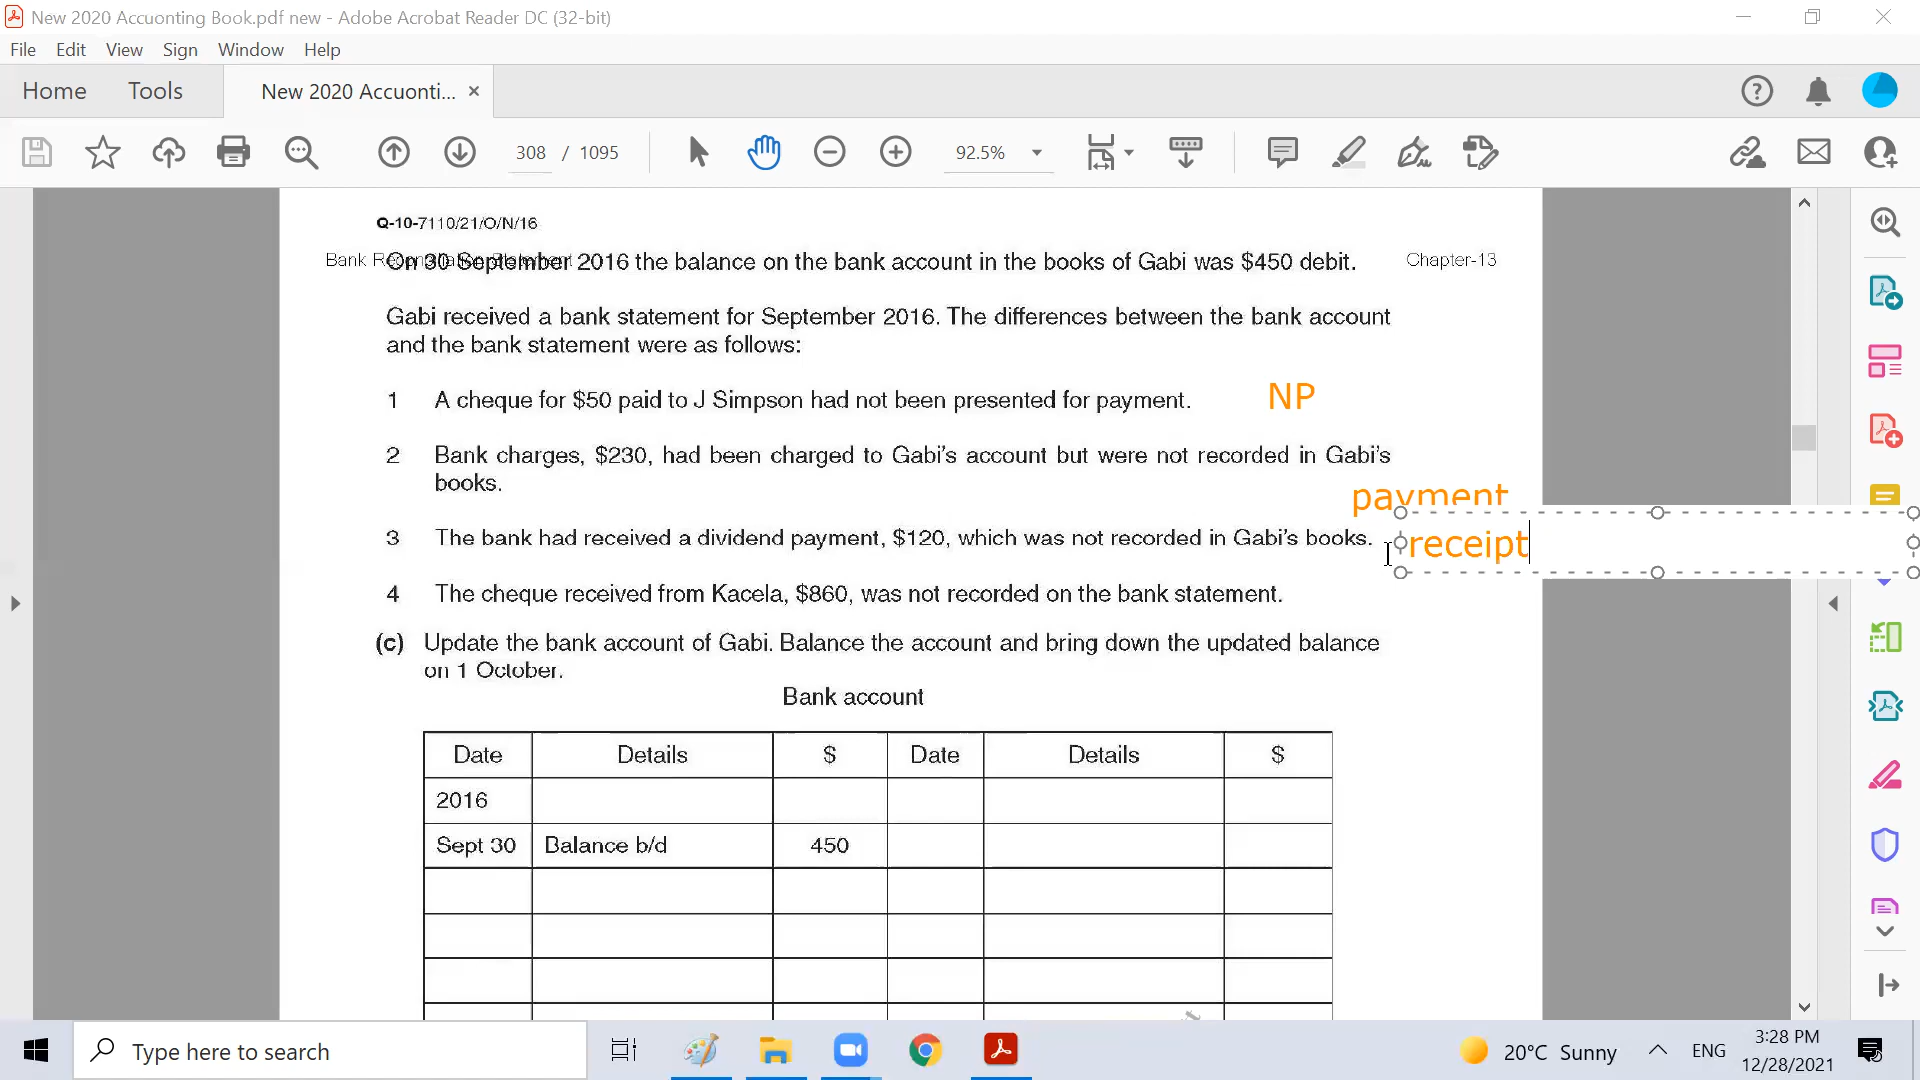 New 2020 Accuonting Book.pdf new - Adobe Acrobat Reader DC (32-bit)
File Edit View Sign Window Help
Home Tools New 2020 Accuonti... ×
308 / 1095 92.5%
Q-10-7110/21/O/N/16
Bank Reconciliation Statement
On 30 September 2016 the balance on the bank account in the books of Gabi was $450 debit.
Chapter-13
Gabi received a bank statement for September 2016. The differences between the bank account
and the bank statement were as follows:
1 A cheque for $50 paid to J Simpson had not been presented for payment. NP
2 Bank charges, $230, had been charged to Gabi's account but were not recorded in Gabi's
books.
payment
3 The bank had received a dividend payment, $120, which was not recorded in Gabi's books. receipt
4 The cheque received from Kacela, $860, was not recorded on the bank statement.
(c) Update the bank account of Gabi. Balance the account and bring down the updated balance
on 1 October.
Bank account
Date Details $ Date Details $
2016
Sept 30 Balance b/d 450
Type here to search
20°C Sunny ENG 3:28 PM
12/28/2021